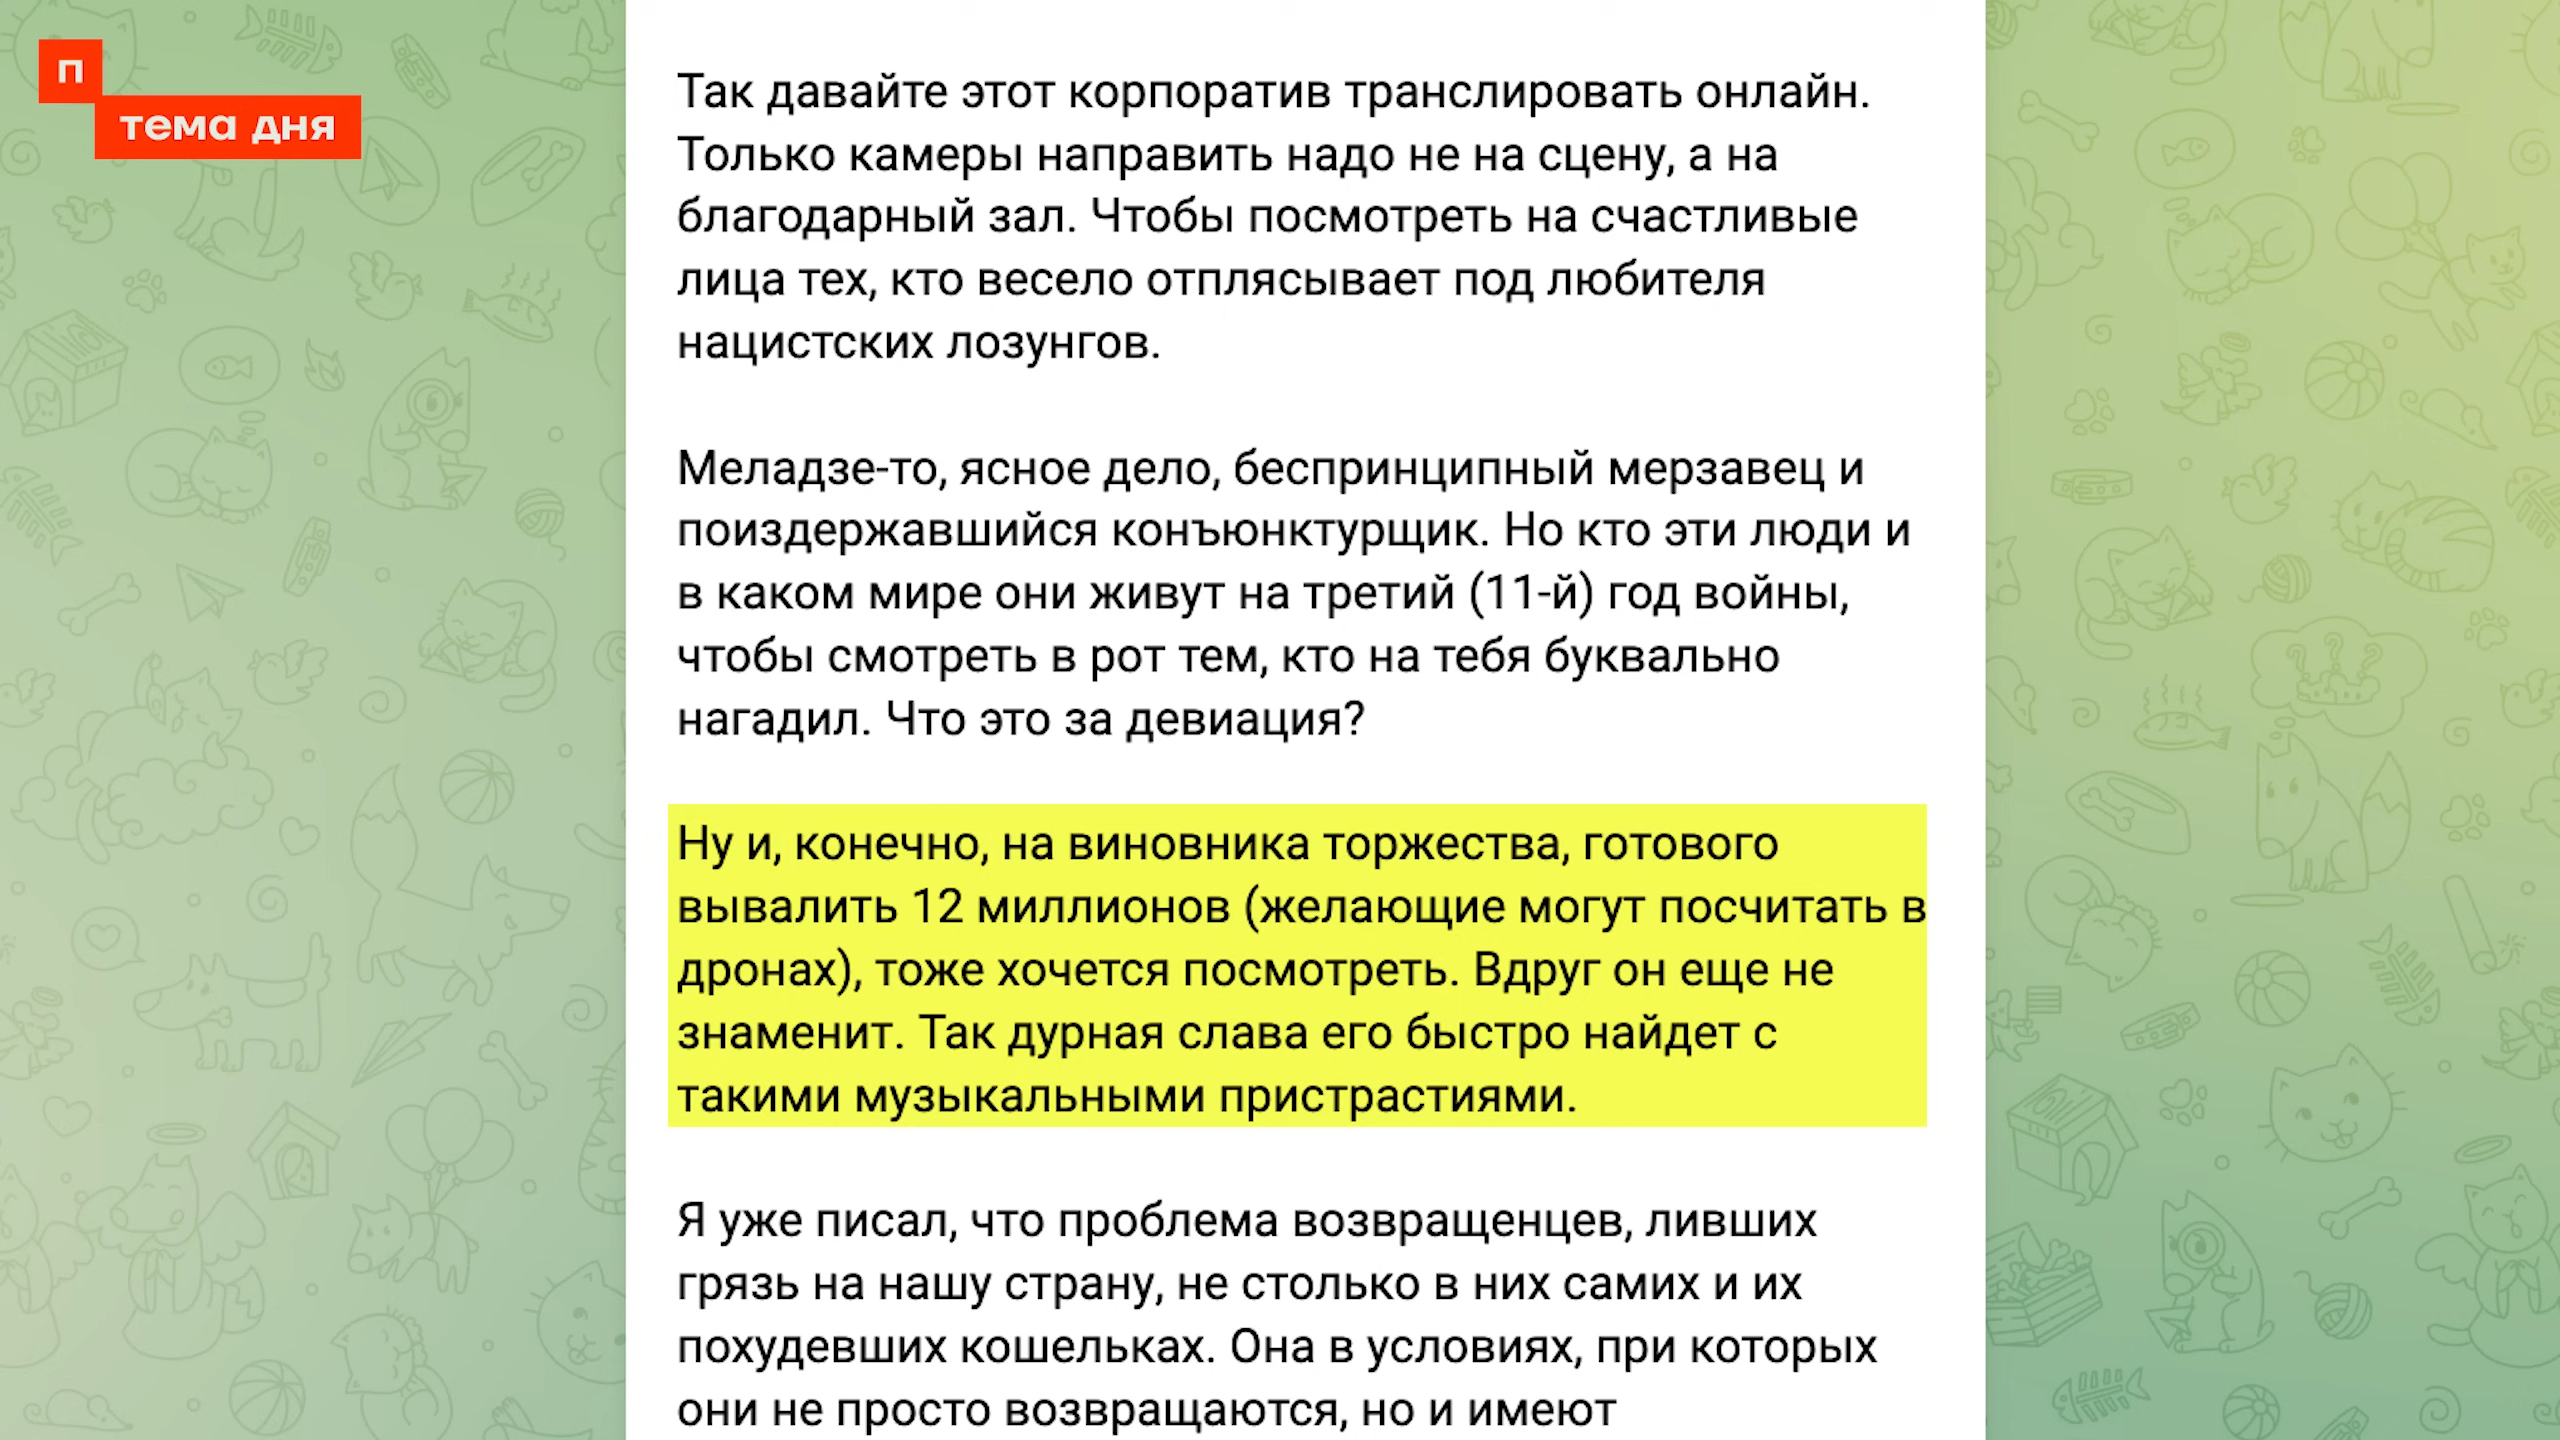 п
тема дня
Так давайте этот корпоратив транслировать онлайн.
Только камеры направить надо не на сцену, а на
благодарный зал. Чтобы посмотреть на счастливые
лица тех, кто весело отплясывает под любителя
нацистских лозунгов.
Меладзе-то, ясное дело, беспринципный мерзавец и
поиздержавшийся конъюнктурщик. Но кто эти люди и
в каком мире они живут на третий (11-й) год войны,
чтобы смотреть в рот тем, кто на тебя буквально
нагадил. Что это за девиация?
Ну и, конечно, на виновника торжества, готового
вывалить 12 миллионов (желающие могут посчитать в
дронах), тоже хочется посмотреть. Вдруг он еще не
знаменит. Так дурная слава его быстро найдет с
такими музыкальными пристрастиями.
Я уже писал, что проблема возвращенцев, ливших
грязь на нашу страну, не столько в них самих и их
похудевших кошельках. Она в условиях, при которых
они не просто возвращаются, но и имеют